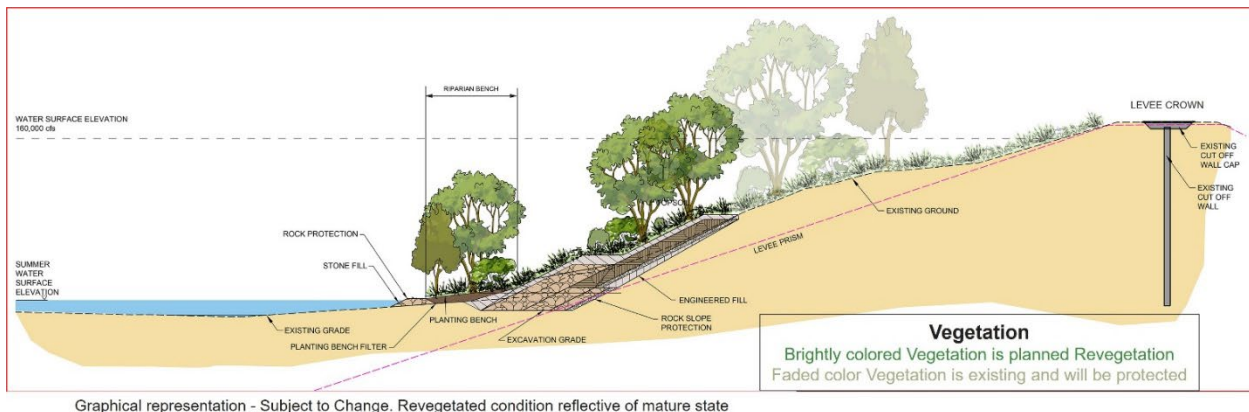 RIPARIAN BENCH
WATER SURFACE ELEVATION
160,000 cfs
LEVEE CROWN
EXISTING
CUT OFF
WALL CAP
EXISTING
CUT OFF
WALL
EXISTING GROUND
LEVEE PRISM
ROCK PROTECTION
STONE FILL
SUMMER
WATER
SURFACE
ELEVATION
EXISTING GRADE
PLANTING BENCH
PLANTING BENCH FILTER
ENGINEERED FILL
ROCK SLOPE
PROTECTION
EXCAVATION GRADE
Vegetation
Brightly colored Vegetation is planned Revegetation
Faded color Vegetation is existing and will be protected
Graphical representation - Subject to Change. Revegetated condition reflective of mature state